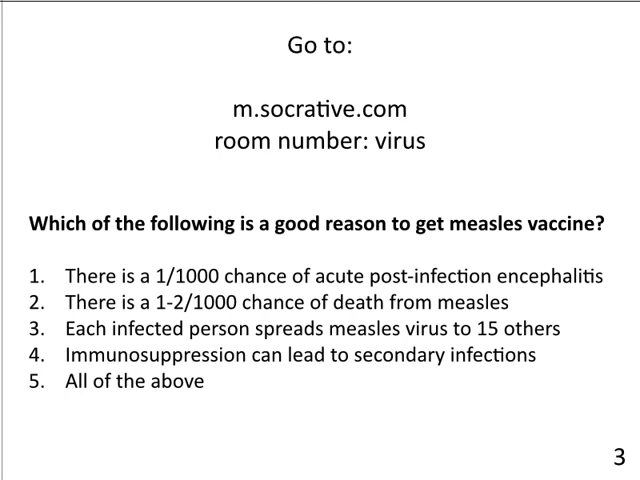 Go to:
m.socrative.com
room number: virus
Which of the following is a good reason to get measles vaccine?
1. There is a 1/1000 chance of acute post-infection encephalitis
2. There is a 1-2/1000 chance of death from measles
3. Each infected person spreads measles virus to 15 others
4. Immunosuppression can lead to secondary infections
5. All of the above
3